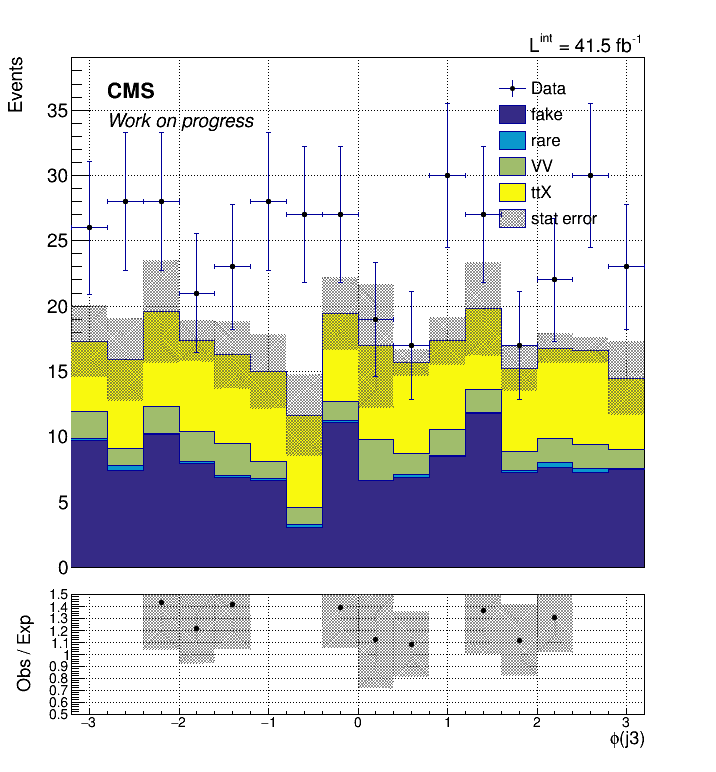 L^int = 41.5 fb^-1
Events
CMS
Work on progress
Data
fake
rare
VV
ttX
stat error
35
30
25
20
15
10
5
0
Obs / Exp
1.5
1.4
1.3
1.2
1.1
1
0.9
0.8
0.7
0.6
0.5
−3 −2 −1 0 1 2 3
ϕ(j3)